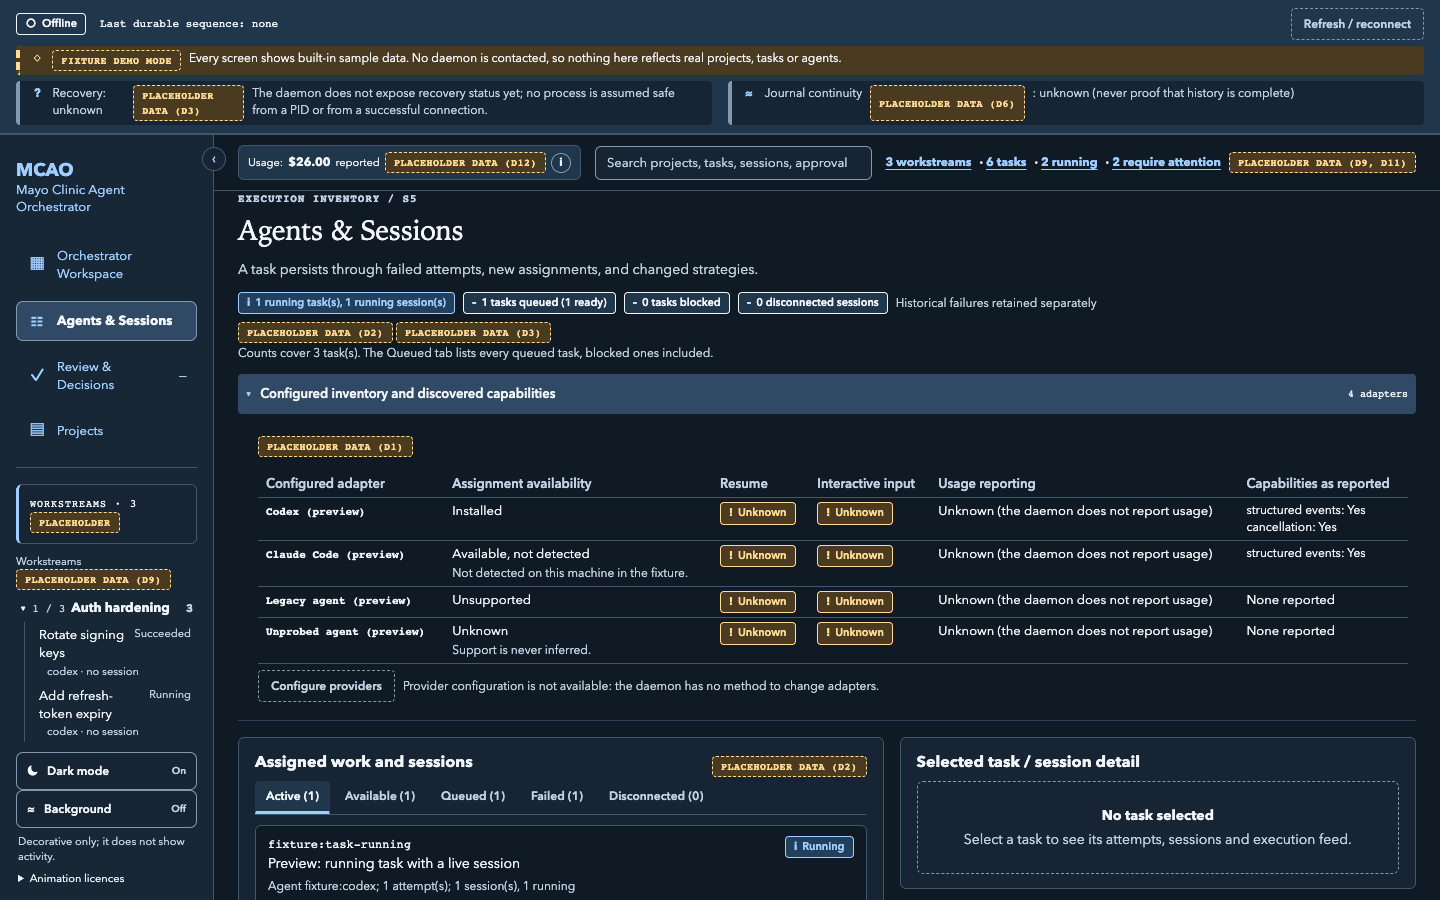 Offline
Last durable sequence: none
Refresh / reconnect
FIXTURE DEMO MODE
Every screen shows built-in sample data. No daemon is contacted, so nothing here reflects real projects, tasks or agents.
? Recovery: unknown
PLACEHOLDER DATA (D3)
The daemon does not expose recovery status yet; no process is assumed safe
from a PID or from a successful connection.
≈ Journal continuity PLACEHOLDER DATA (D6) : unknown (never proof that history is complete)
MCAO
Mayo Clinic Agent
Orchestrator
Orchestrator
Workspace
Agents & Sessions
Review &
Decisions –
Projects
WORKSTREAMS · 3
PLACEHOLDER
Workstreams
PLACEHOLDER DATA (D9)
▾ 1 / 3 Auth hardening 3
Rotate signing Succeeded
keys
codex · no session
Add refresh- Running
token expiry
codex · no session
Dark mode On
≈ Background Off
Decorative only; it does not show
activity.
▶ Animation licences
‹
Usage: $26.00 reported PLACEHOLDER DATA (D12) i
Search projects, tasks, sessions, approval
3 workstreams · 6 tasks · 2 running · 2 require attention PLACEHOLDER DATA (D9, D11)
EXECUTION INVENTORY / S5
Agents & Sessions
A task persists through failed attempts, new assignments, and changed strategies.
i 1 running task(s), 1 running session(s)
– 1 tasks queued (1 ready)
– 0 tasks blocked
– 0 disconnected sessions
Historical failures retained separately
PLACEHOLDER DATA (D2) PLACEHOLDER DATA (D3)
Counts cover 3 task(s). The Queued tab lists every queued task, blocked ones included.
▾ Configured inventory and discovered capabilities 4 adapters
PLACEHOLDER DATA (D1)
Configured adapter Assignment availability Resume Interactive input Usage reporting Capabilities as reported
Codex (preview) Installed ! Unknown ! Unknown Unknown (the daemon does not report usage) structured events: Yes
cancellation: Yes
Claude Code (preview) Available, not detected ! Unknown ! Unknown Unknown (the daemon does not report usage) structured events: Yes
Not detected on this machine in the fixture.
Legacy agent (preview) Unsupported ! Unknown ! Unknown Unknown (the daemon does not report usage) None reported
Unprobed agent (preview) Unknown ! Unknown ! Unknown Unknown (the daemon does not report usage) None reported
Support is never inferred.
Configure providers Provider configuration is not available: the daemon has no method to change adapters.
Assigned work and sessions PLACEHOLDER DATA (D2)
Active (1) Available (1) Queued (1) Failed (1) Disconnected (0)
fixture:task-running i Running
Preview: running task with a live session
Agent fixture:codex; 1 attempt(s); 1 session(s), 1 running
Selected task / session detail
No task selected
Select a task to see its attempts, sessions and execution feed.